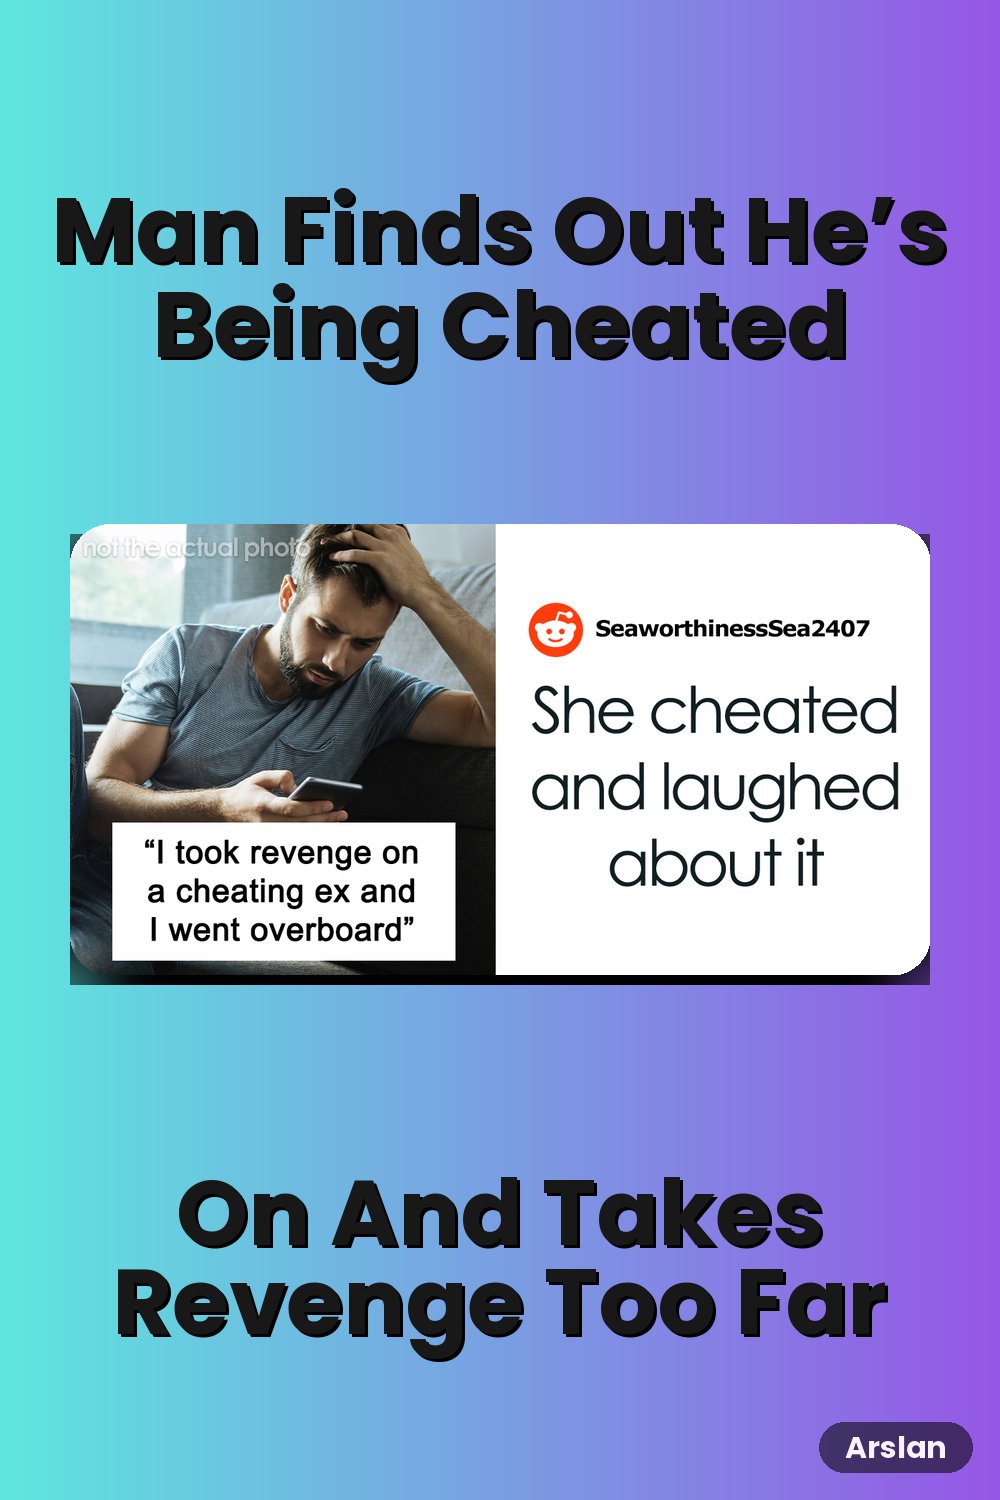 Man Finds Out He’s
Being Cheated
not the actual photo
“I took revenge on
a cheating ex and
I went overboard”
SeaworthinessSea2407
She cheated
and laughed
about it
On And Takes
Revenge Too Far
Arslan